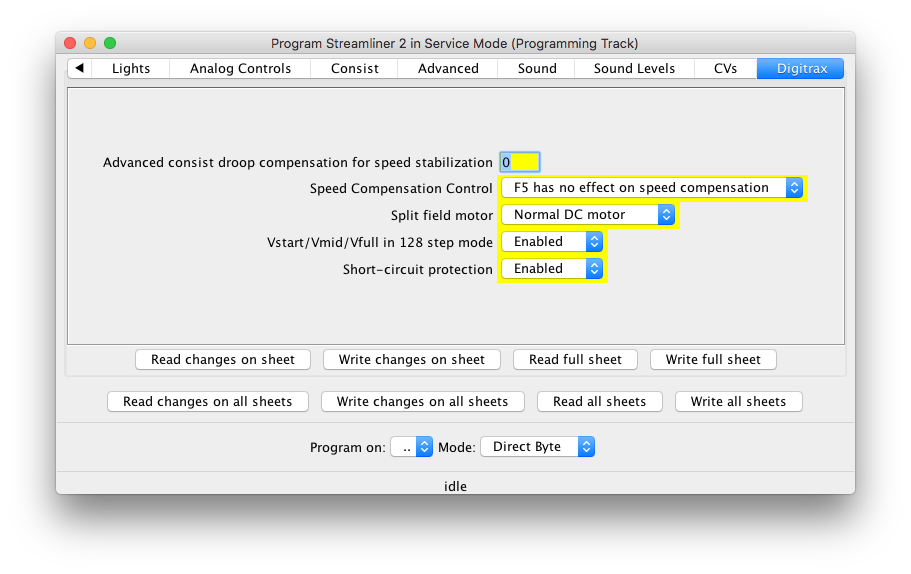 Program Streamliner 2 in Service Mode (Programming Track)
Lights Analog Controls Consist Advanced Sound Sound Levels CVs Digitrax
Advanced consist droop compensation for speed stabilization 0
Speed Compensation Control F5 has no effect on speed compensation
Split field motor Normal DC motor
Vstart/Vmid/Vfull in 128 step mode Enabled
Short-circuit protection Enabled
Read changes on sheet Write changes on sheet Read full sheet Write full sheet
Read changes on all sheets Write changes on all sheets Read all sheets Write all sheets
Program on: .. Mode: Direct Byte
idle